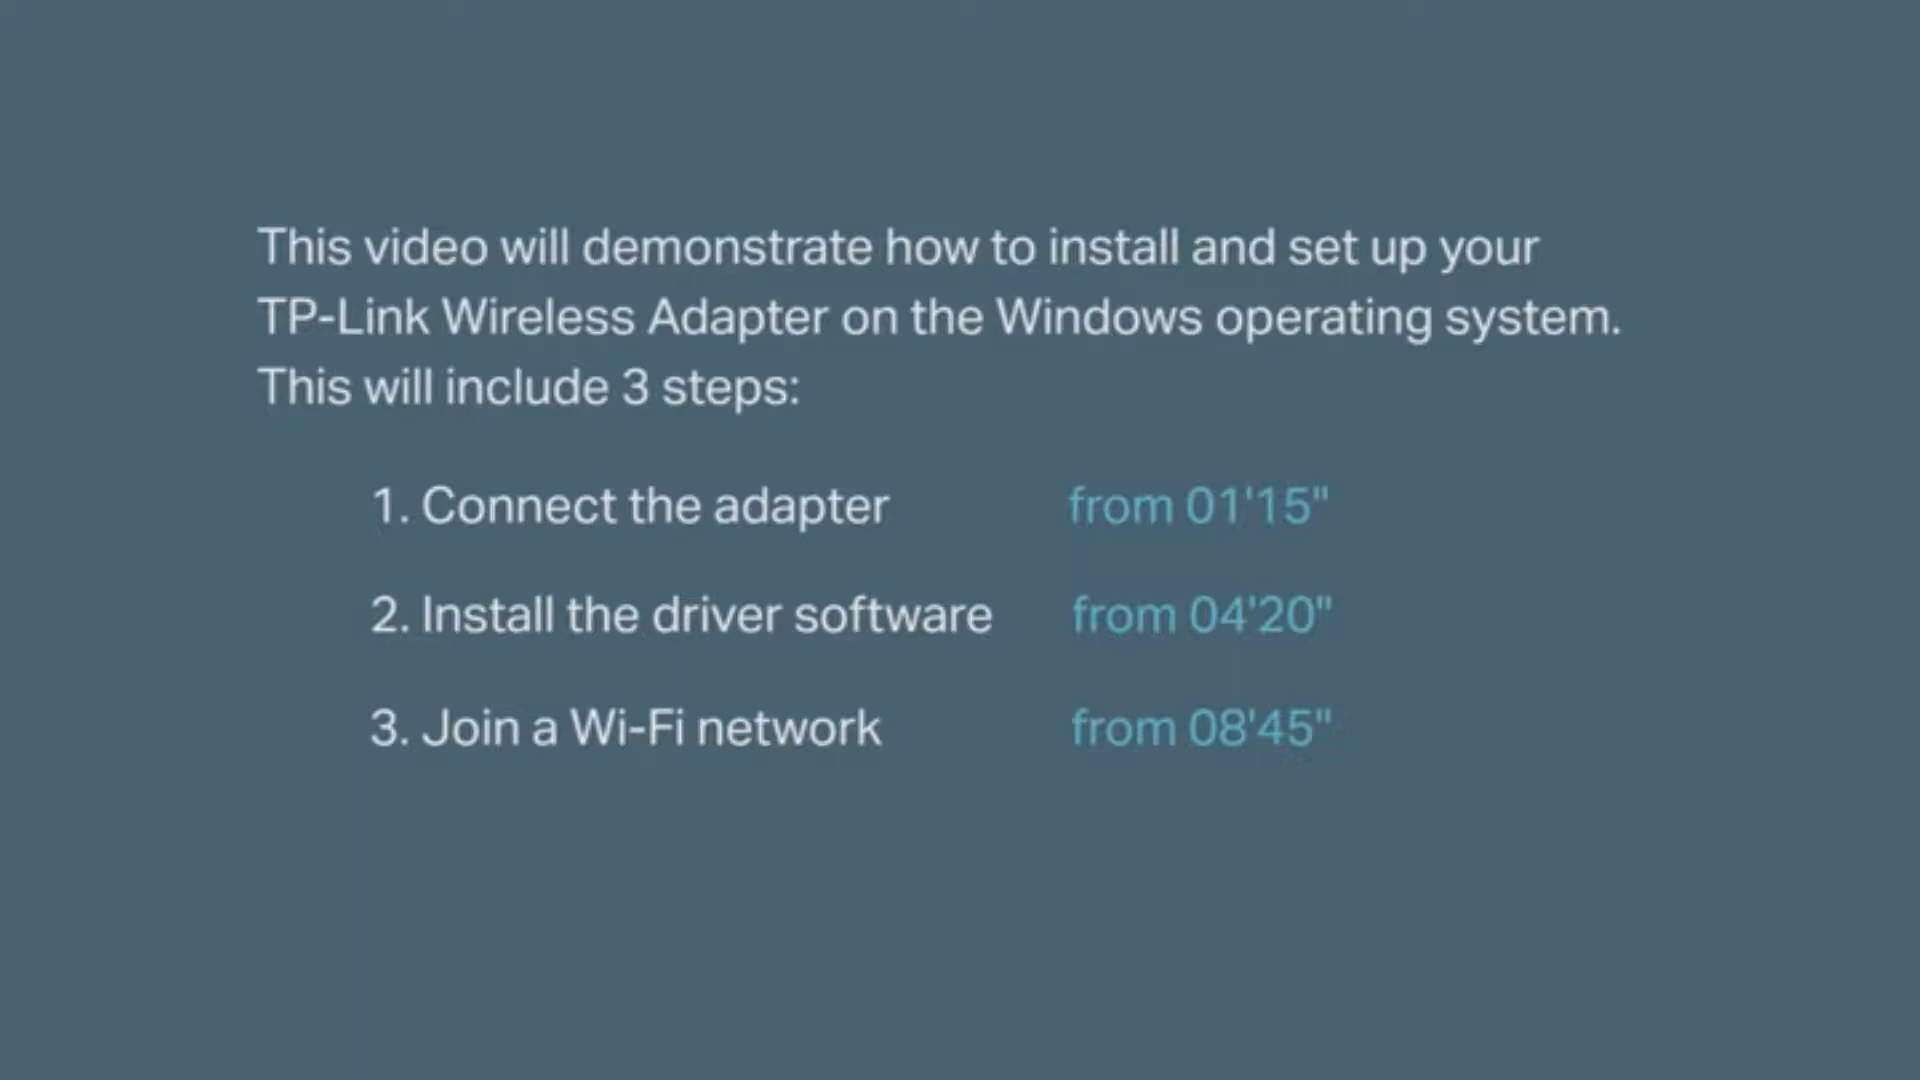 This video will demonstrate how to install and set up your
TP-Link Wireless Adapter on the Windows operating system.
This will include 3 steps:
1. Connect the adapter from 01'15"
2. Install the driver software from 04'20"
3. Join a Wi-Fi network from 08'45"